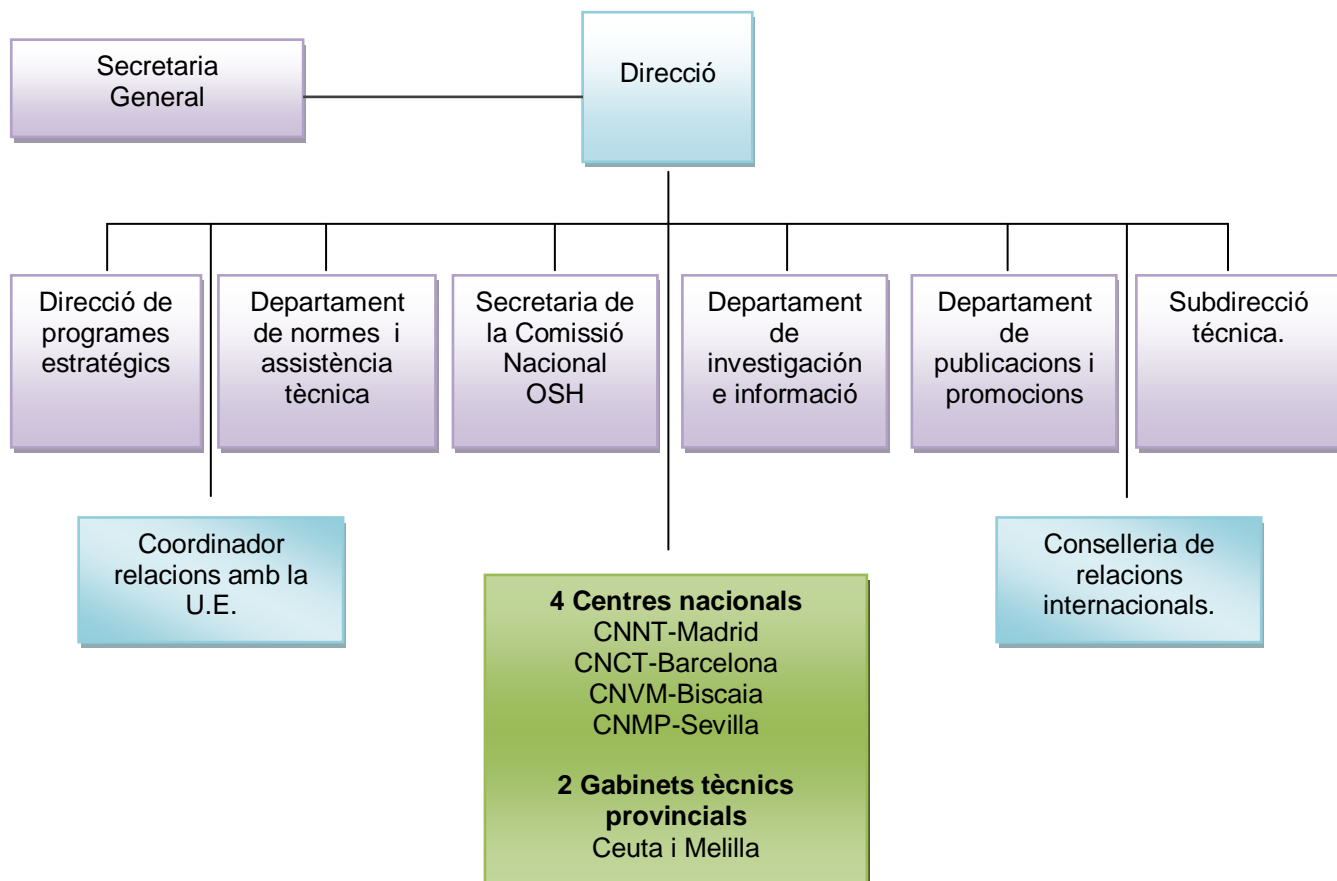 Secretaria
General
Direcció
Direcció de
programes
estratégics
Departament
de normes i
assistència
tècnica
Secretaria de
la Comissió
Nacional
OSH
Departament
de
investigación
e informació
Departament
de
publicacions i
promocions
Subdirecció
técnica.
Coordinador
relacions amb la
U.E.
4 Centres nacionals
CNNT-Madrid
CNCT-Barcelona
CNVM-Biscaia
CNMP-Sevilla
2 Gabinets tècnics
provincials
Ceuta i Melilla
Conselleria de
relacions
internacionals.